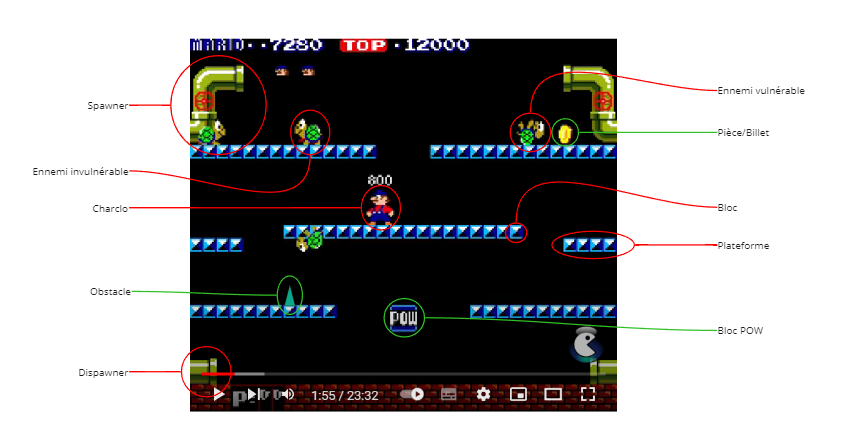 MARIO··7280 TOP·12000
Ennemi vulnérable
Spawner
Pièce/Billet
Ennemi invulnérable
800
Charclo
Bloc
Plateforme
Obstacle
POW
Bloc POW
Dispawner
1:55 / 23:32